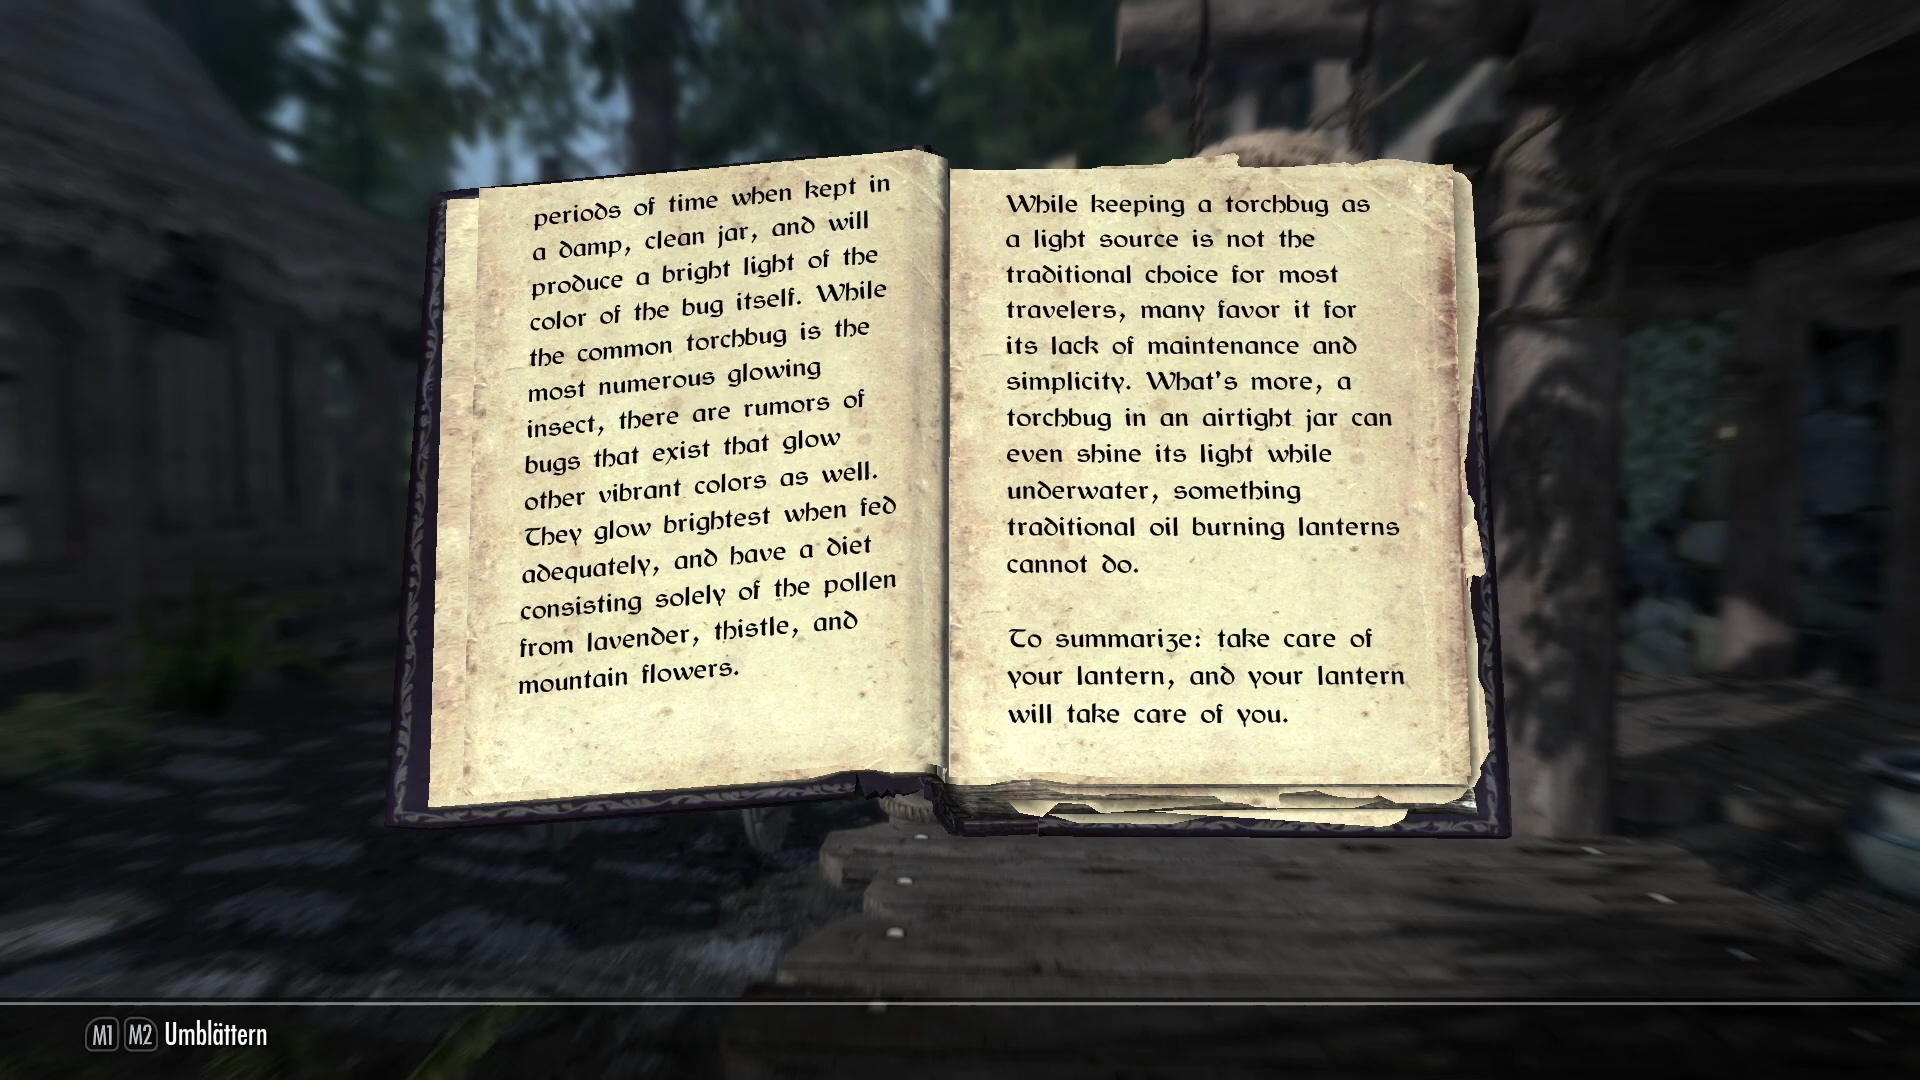 periods of time when kept in
a damp, clean jar, and will
produce a bright light of the
color of the bug itself. While
the common torchbug is the
most numerous glowing
insect, there are rumors of
bugs that exist that glow
other vibrant colors as well.
They glow brightest when fed
adequately, and have a diet
consisting solely of the pollen
from lavender, thistle, and
mountain flowers.
While keeping a torchbug as
a light source is not the
traditional choice for most
travelers, many favor it for
its lack of maintenance and
simplicity. What's more, a
torchbug in an airtight jar can
even shine its light while
underwater, something
traditional oil burning lanterns
cannot do.
To summarize: take care of
your lantern, and your lantern
will take care of you.
M1 M2 Umblättern